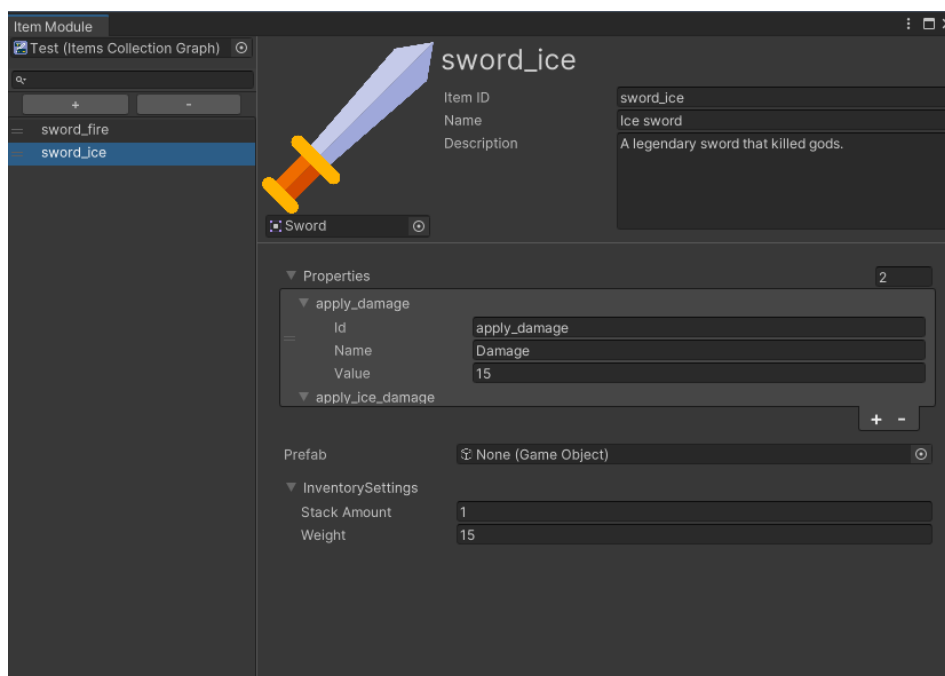 Item Module
Test (Items Collection Graph)
+ -
sword_fire
sword_ice
Sword
sword_ice
Item ID sword_ice
Name Ice sword
Description A legendary sword that killed gods.
Properties 2
apply_damage
Id apply_damage
Name Damage
Value 15
apply_ice_damage
+ -
Prefab None (Game Object)
InventorySettings
Stack Amount 1
Weight 15